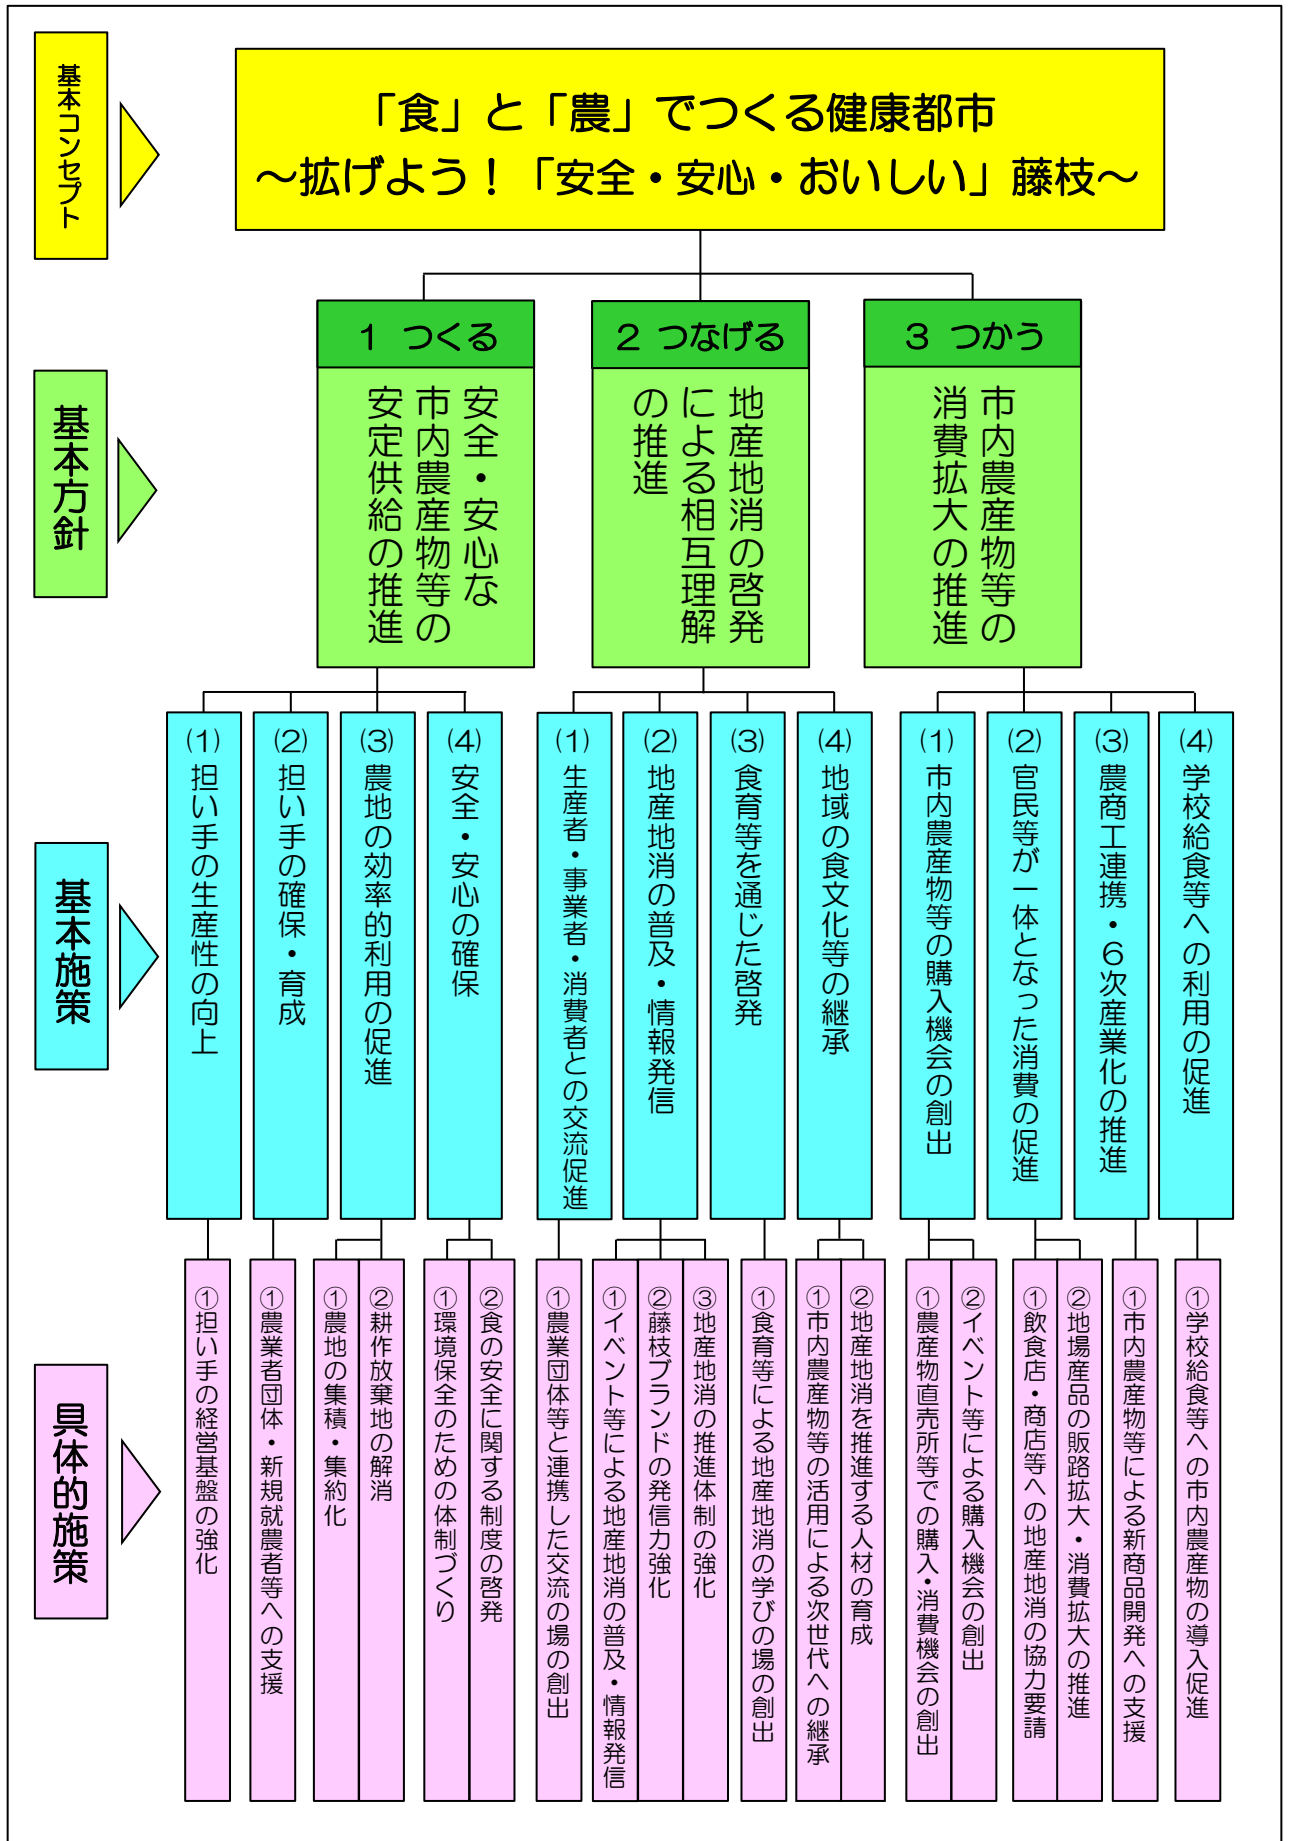 基本コンセプト
「食」と「農」でつくる健康都市
～拡げよう！「安全・安心・おいしい」藤枝～
基本方針
１ つくる
安全・安心な
市内農産物等の
安定供給の推進
２ つなげる
地産地消の啓発
による相互理解
の推進
３ つかう
市内農産物等の
消費拡大の推進
基本施策
(1) 担い手の生産性の向上
(2) 担い手の確保・育成
(3) 農地の効率的利用の促進
(4) 安全・安心の確保
(1) 生産者・事業者・消費者との交流促進
(2) 地産地消の普及・情報発信
(3) 食育等を通じた啓発
(4) 地域の食文化等の継承
(1) 市内農産物等の購入機会の創出
(2) 官民等が一体となった消費の促進
(3) 農商工連携・６次産業化の推進
(4) 学校給食等への利用の促進
具体的施策
①担い手の経営基盤の強化
①農業者団体・新規就農者等への支援
①農地の集積・集約化
②耕作放棄地の解消
①環境保全のための体制づくり
②食の安全に関する制度の啓発
①農業団体等と連携した交流の場の創出
①イベント等による地産地消の普及・情報発信
②藤枝ブランドの発信力強化
③地産地消の推進体制の強化
①食育等による地産地消の学びの場の創出
①市内農産物等の活用による次世代への継承
②地産地消を推進する人材の育成
①農産物直売所等での購入・消費機会の創出
②イベント等による購入機会の創出
①飲食店・商店等への地産地消の協力要請
②地場産品の販路拡大・消費拡大の推進
①市内農産物等による新商品開発への支援
①学校給食等への市内農産物の導入促進